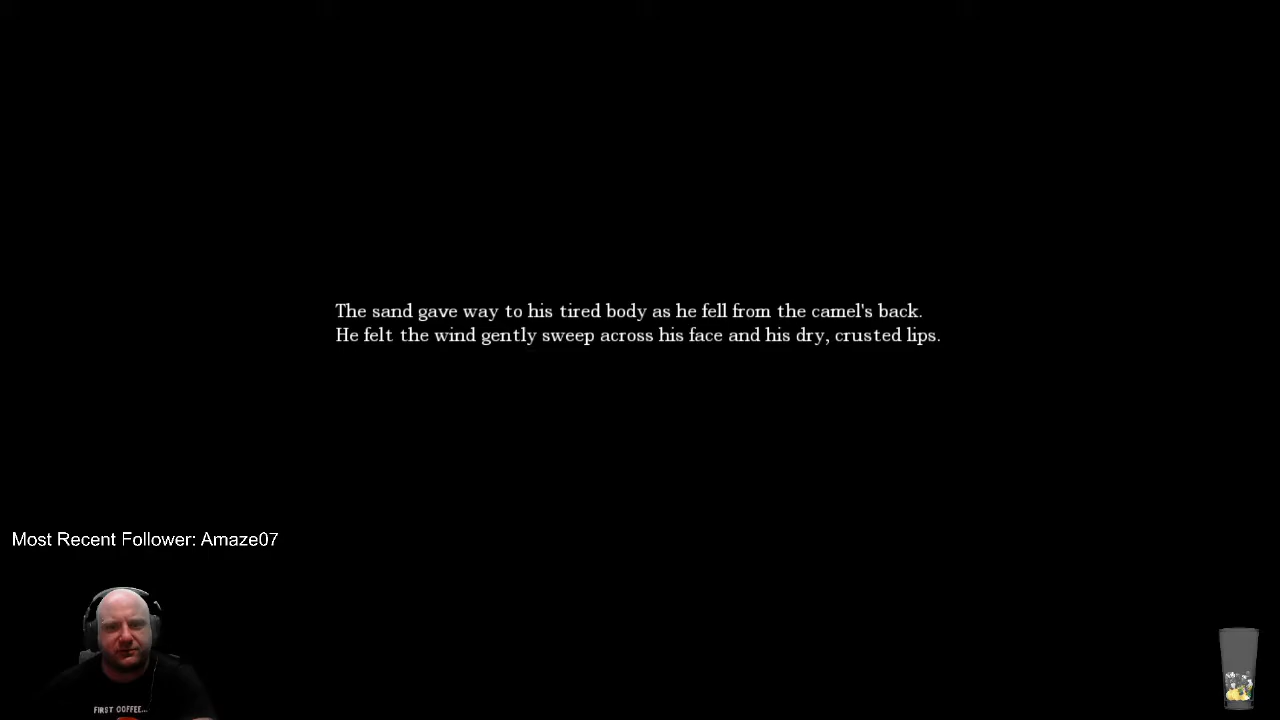 The sand gave way to his tired body as he fell from the camel's back.
He felt the wind gently sweep across his face and his dry, crusted lips.
Most Recent Follower: Amaze07
FIRST COFFEE...